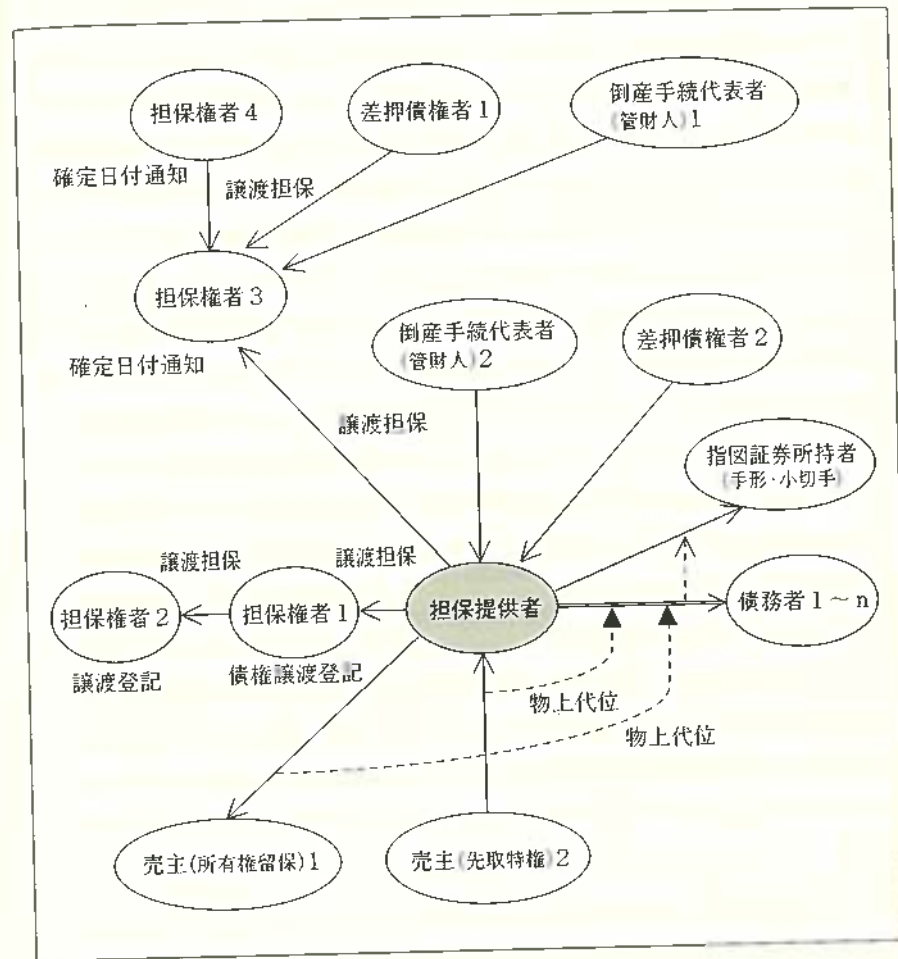 担保権者4
差押債権者1
倒産手続代表者
(管財人)1
確定日付通知
譲渡担保
担保権者3
確定日付通知
倒産手続代表者
(管財人)2
差押債権者2
譲渡担保
指図証券所持者
(手形・小切手)
譲渡担保
譲渡担保
担保権者2
担保権者1
担保提供者
債務者1～n
譲渡登記
債権譲渡登記
物上代位
物上代位
売主(所有権留保)1
売主(先取特権)2